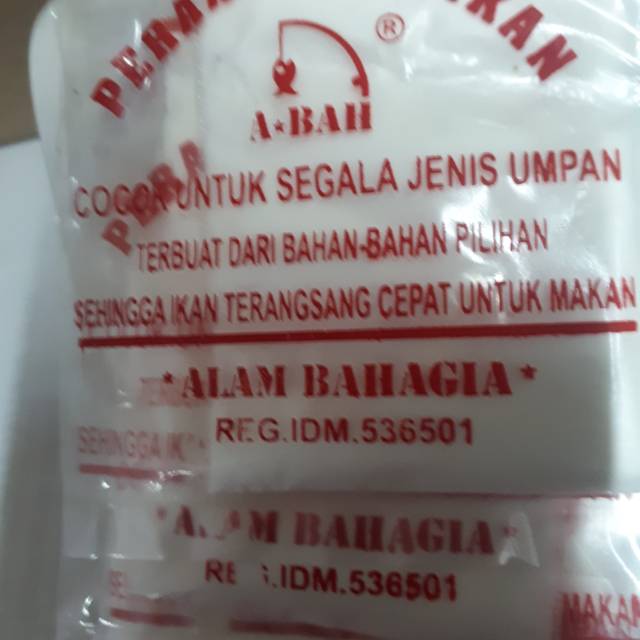 ®
A★BAH
COCOK UNTUK SEGALA JENIS UMPAN
TERBUAT DARI BAHAN-BAHAN PILIHAN
SEHINGGA IKAN TERANGSANG CEPAT UNTUK MAKAN
*ALAM BAHAGIA*
SEHINGGA
REG.IDM.536501
BAHAGIA*
.IDM.536501
MAKAN